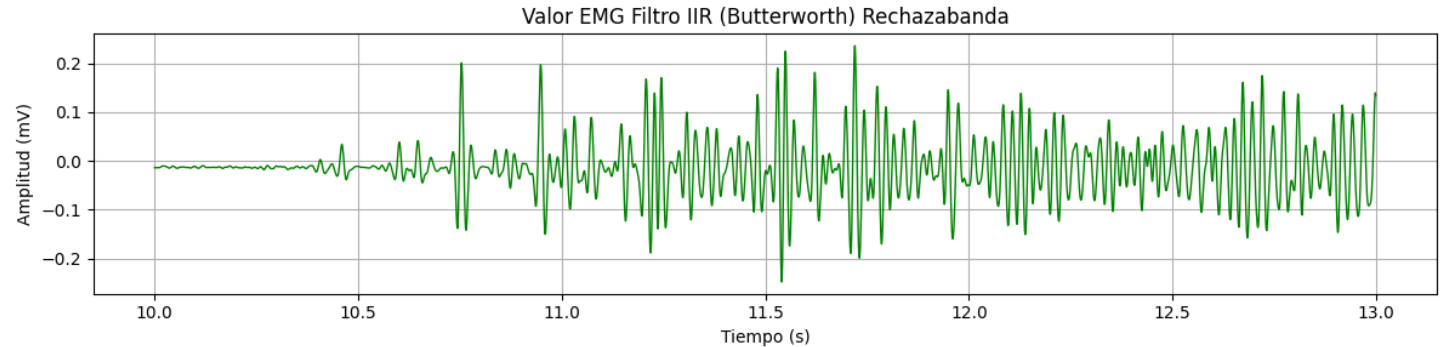 Valor EMG Filtro IIR (Butterworth) Rechazabanda
0.2
0.1
0.0
−0.1
−0.2
Amplitud (mV)
10.0 10.5 11.0 11.5 12.0 12.5 13.0
Tiempo (s)